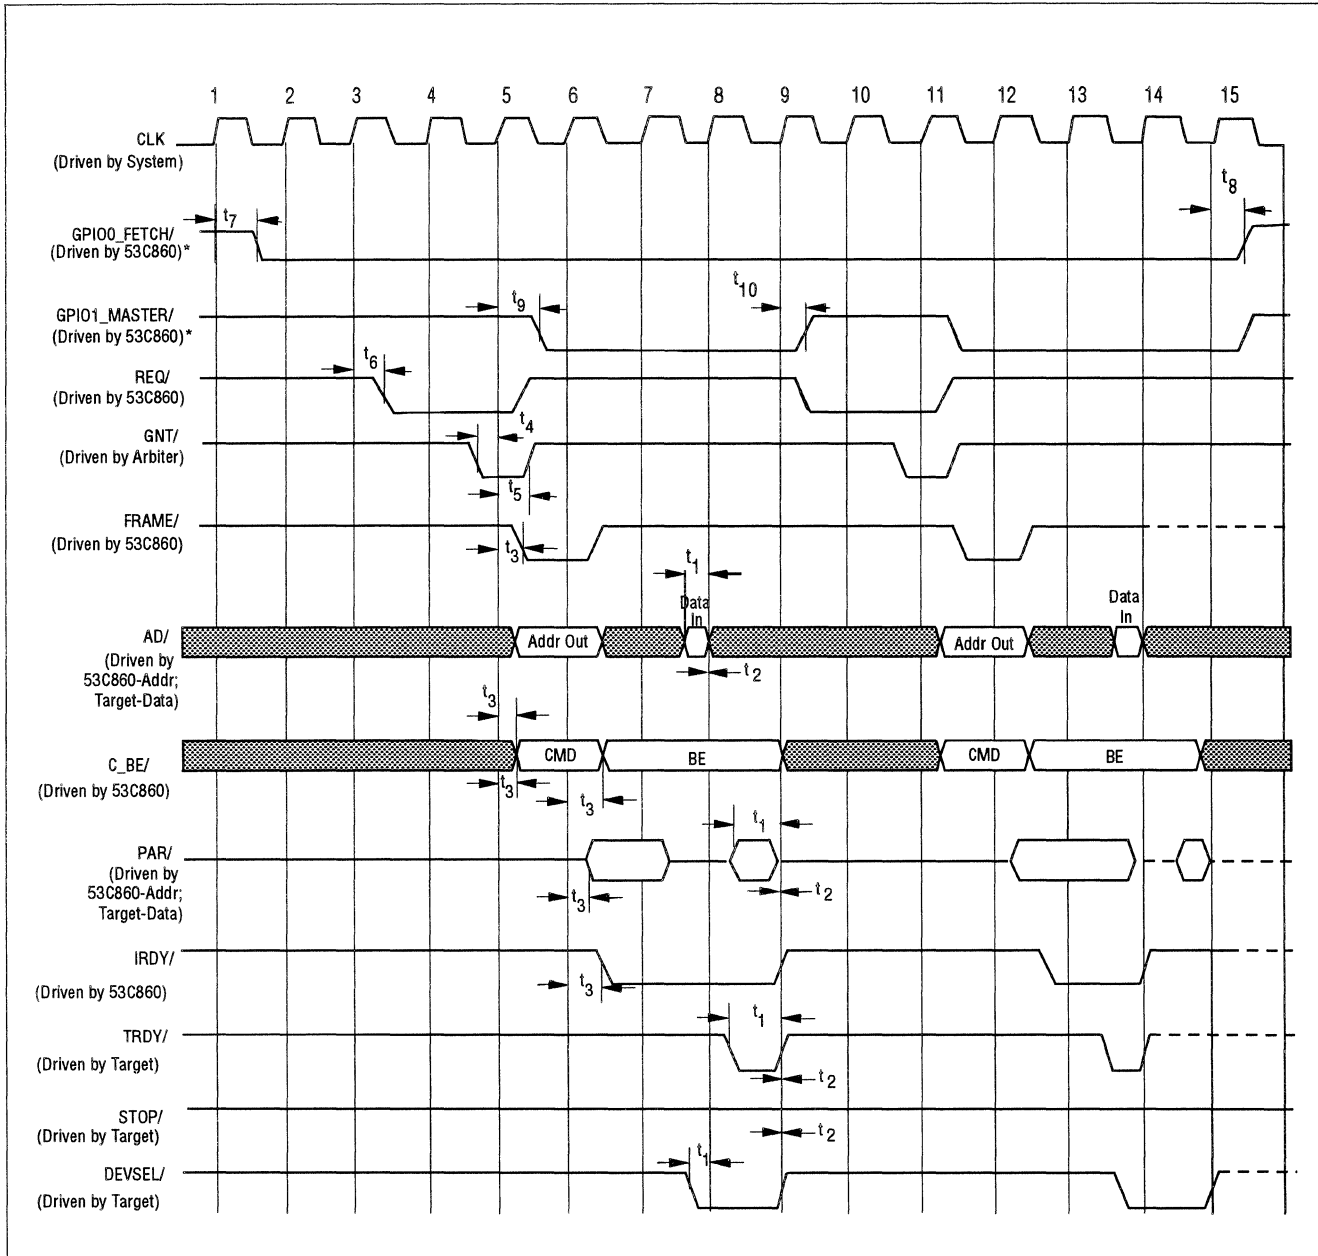 1 2 3 4 5 6 7 8 9 10 11 12 13 14 15
CLK
(Driven by System)
t8
t7
GPIO0_FETCH/
(Driven by 53C860)*
t10
t9
GPIO1_MASTER/
(Driven by 53C860)*
t6
REQ/
(Driven by 53C860)
t4
GNT/
(Driven by Arbiter)
t5
FRAME/
(Driven by 53C860)
t3
t1
Data
In
Data
In
AD/
(Driven by
53C860-Addr;
Target-Data)
Addr Out
Addr Out
t2
t3
C_BE/
(Driven by 53C860)
CMD
BE
CMD
BE
t3
t3
t1
PAR/
(Driven by
53C860-Addr;
Target-Data)
t3
t2
IRDY/
(Driven by 53C860)
t3
t1
TRDY/
(Driven by Target)
t2
STOP/
(Driven by Target)
t2
t1
DEVSEL/
(Driven by Target)